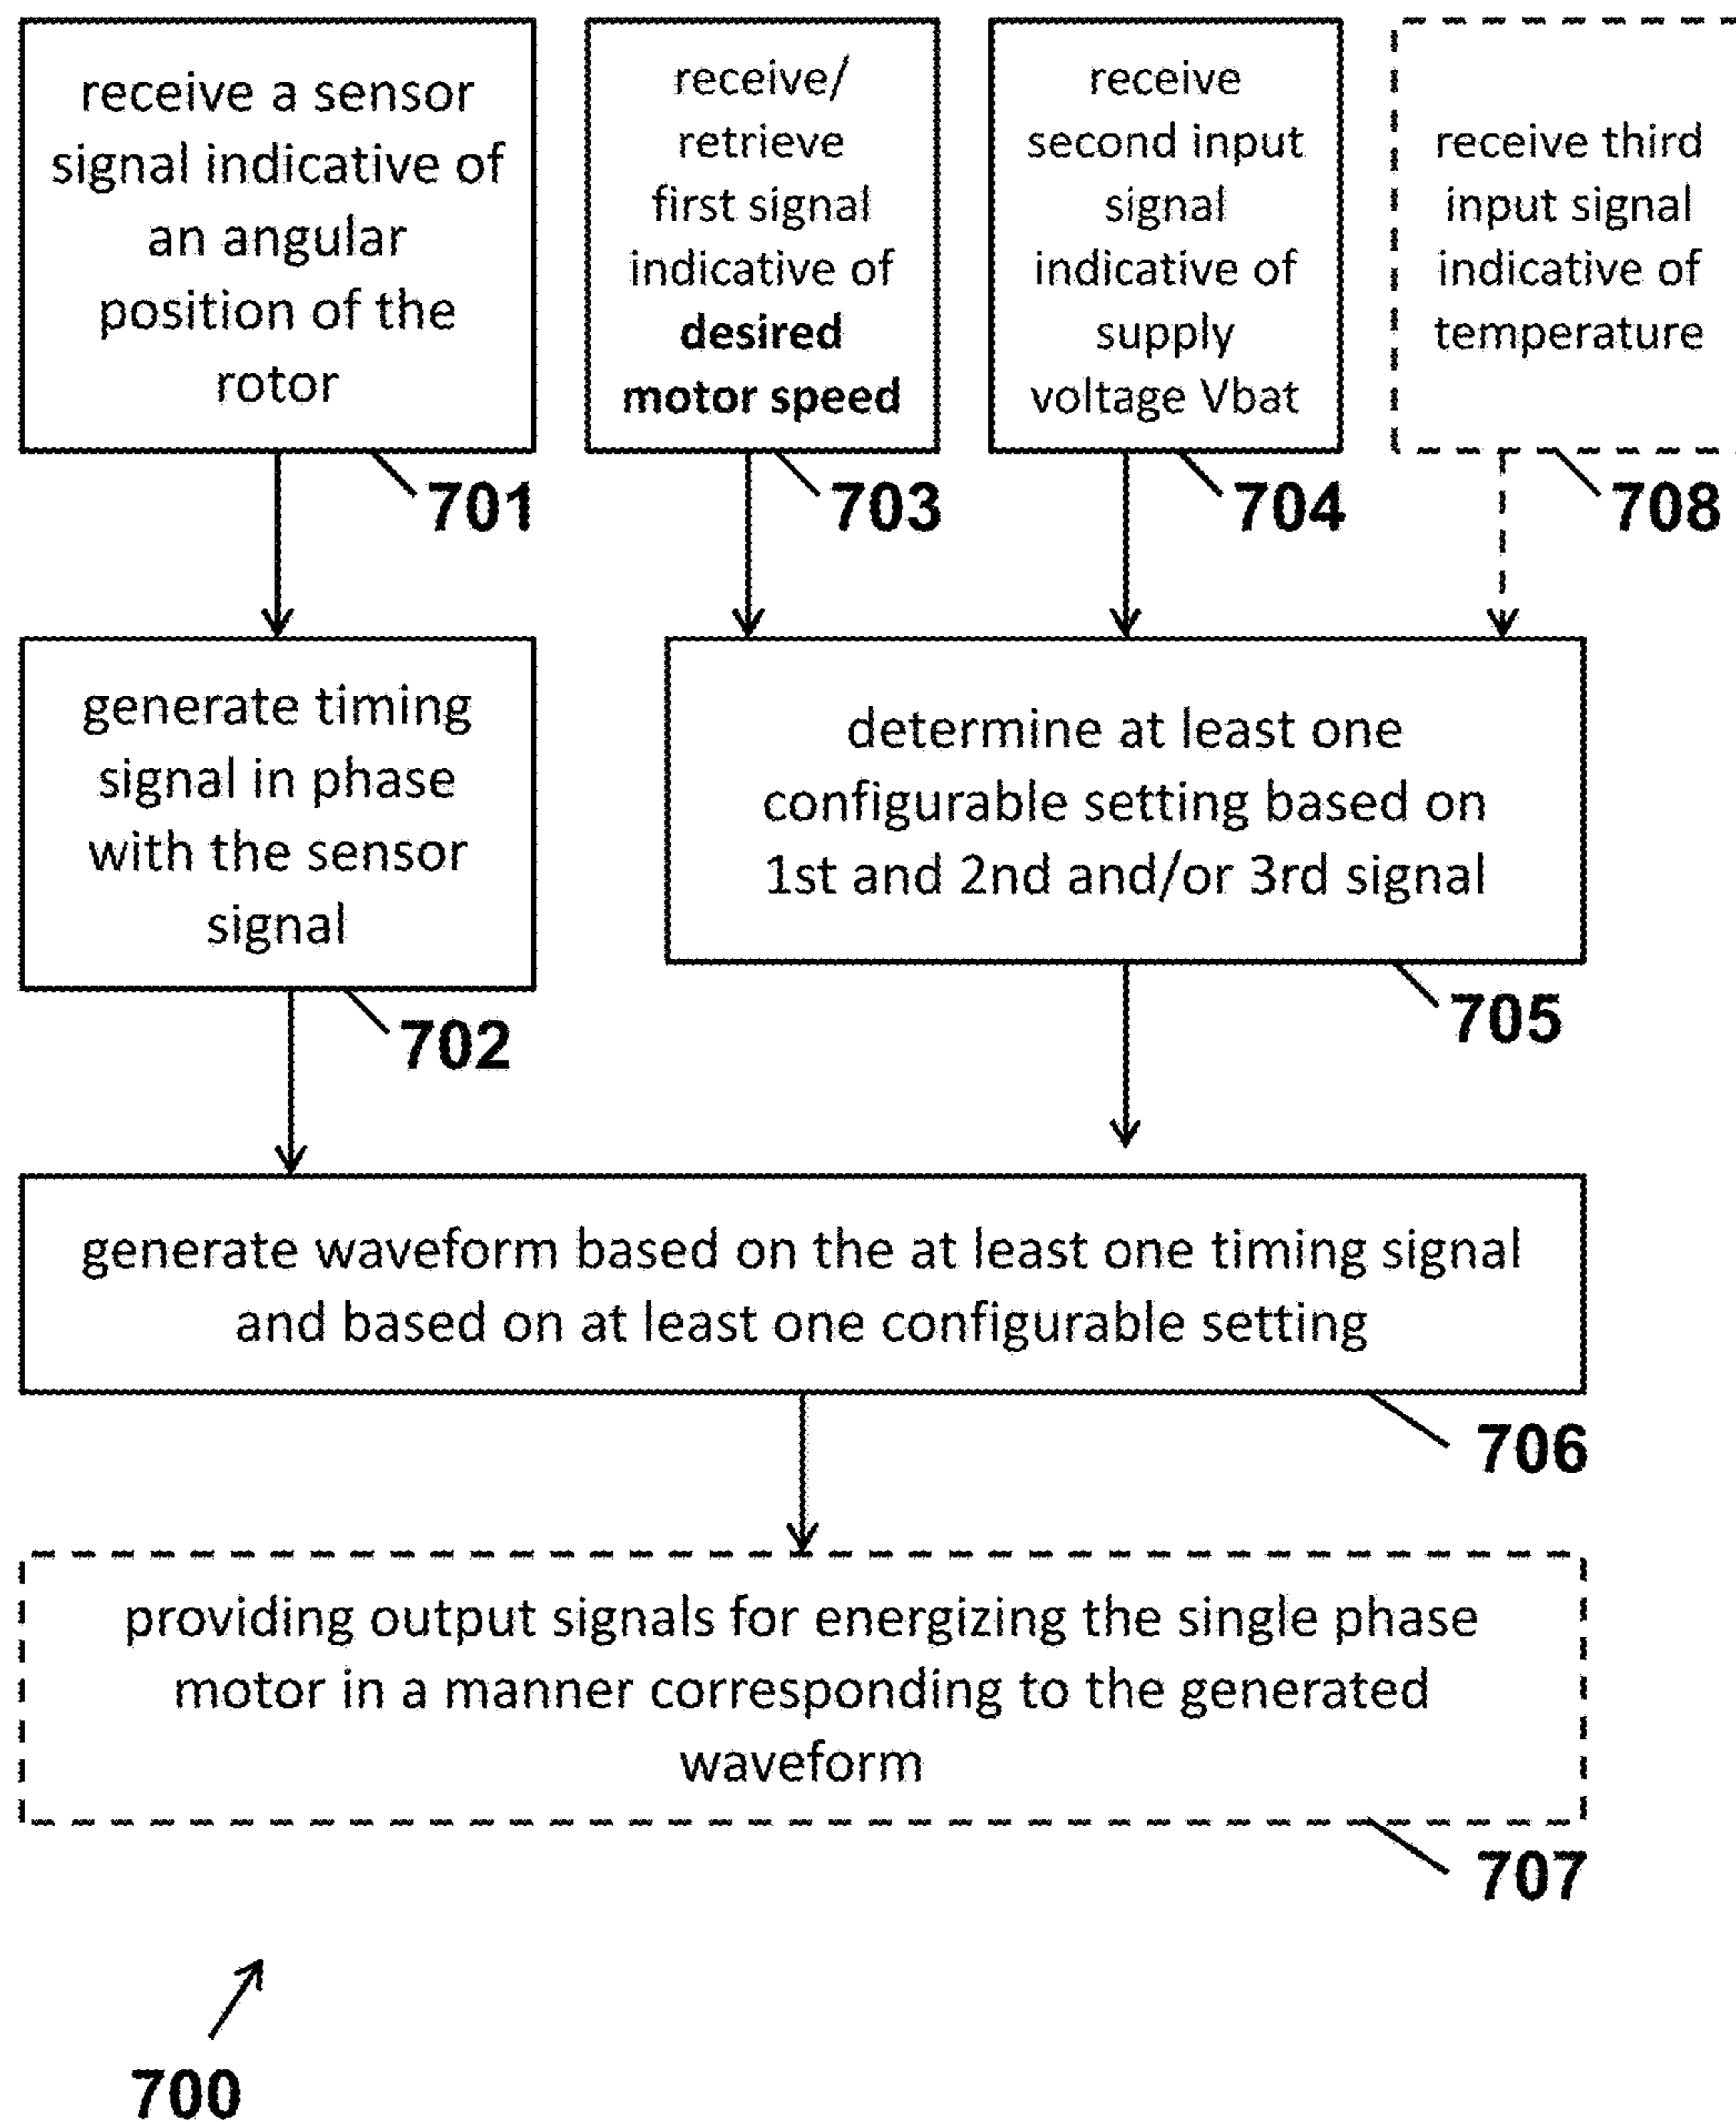 receive a sensor
signal indicative of
an angular
position of the
rotor
701
receive/
retrieve
first signal
indicative of
desired
motor speed
703
receive
second input
signal
indicative of
supply
voltage Vbat
704
receive third
input signal
indicative of
temperature
708
generate timing
signal in phase
with the sensor
signal
702
determine at least one
configurable setting based on
1st and 2nd and/or 3rd signal
705
generate waveform based on the at least one timing signal
and based on at least one configurable setting
706
providing output signals for energizing the single phase
motor in a manner corresponding to the generated
waveform
707
700